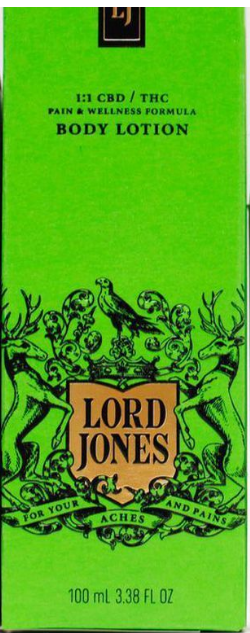 LJ
1:1 CBD / THC
PAIN & WELLNESS FORMULA
BODY LOTION
LORD
JONES
FOR YOUR ACHES AND PAINS
100 mL 3.38 FL OZ